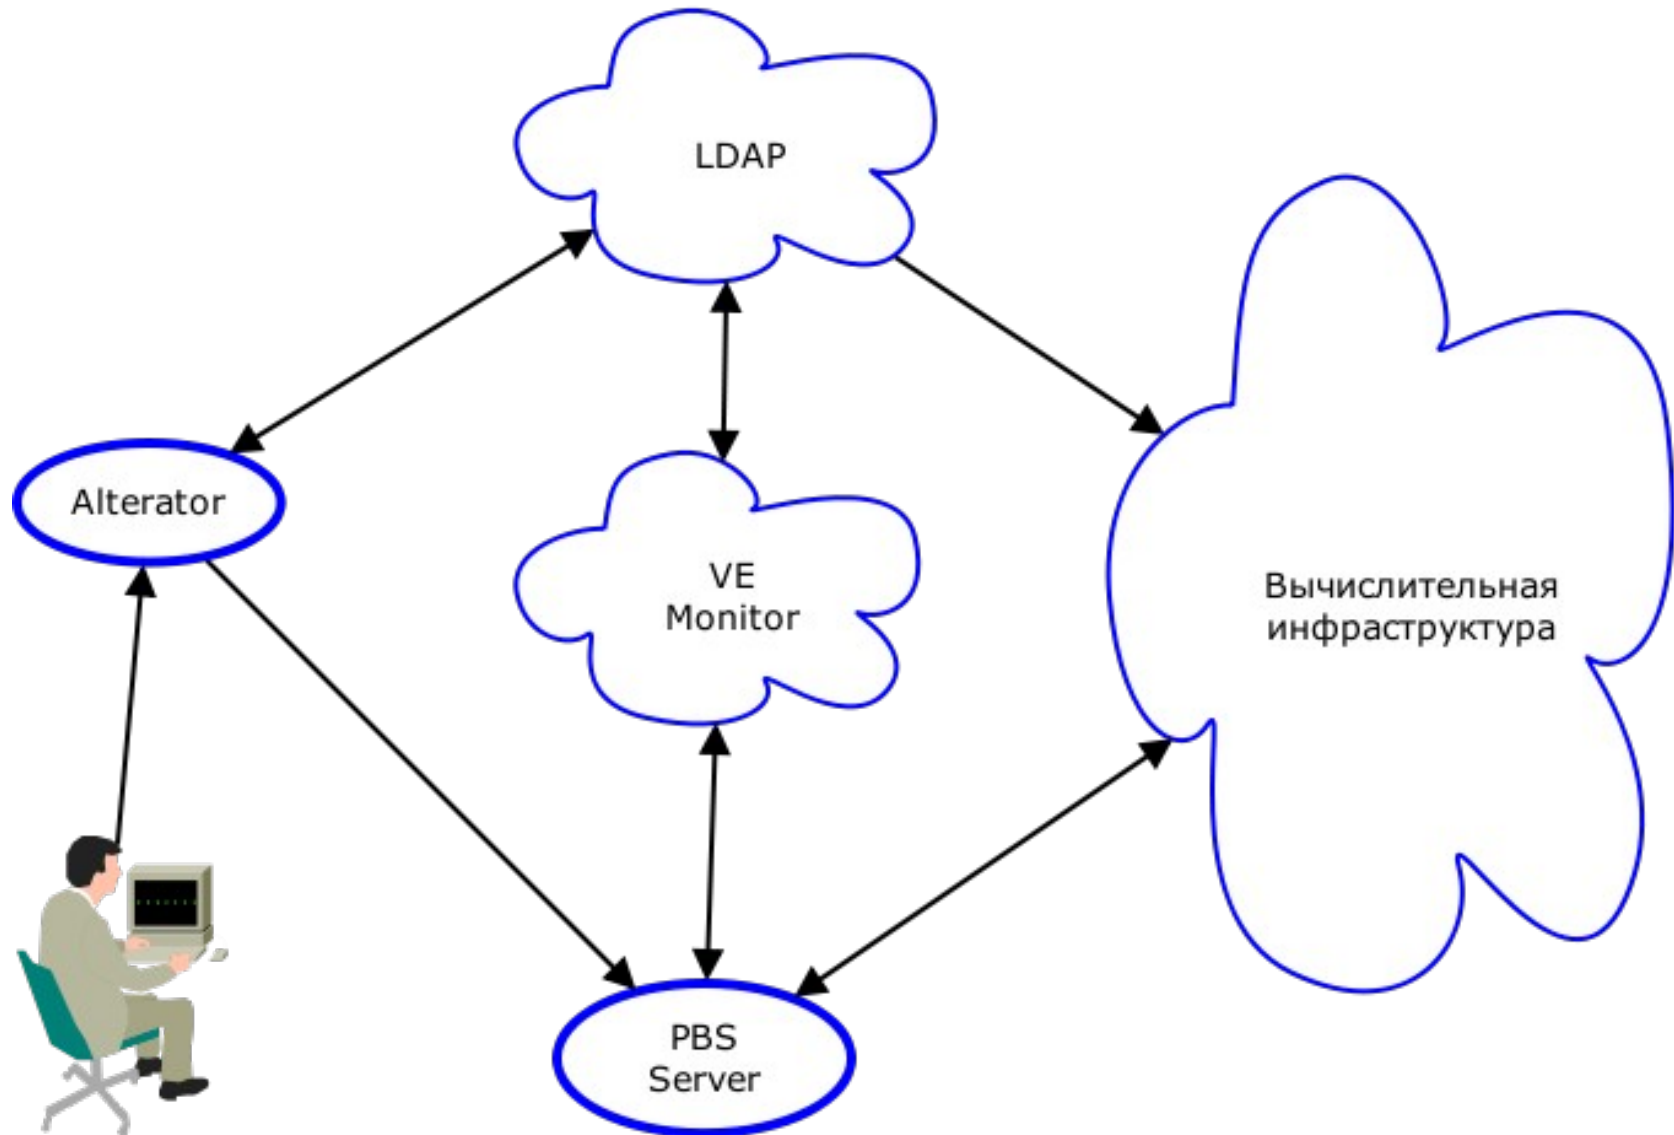 LDAP
Alterator
VE
Monitor
Вычислительная
инфраструктура
PBS
Server